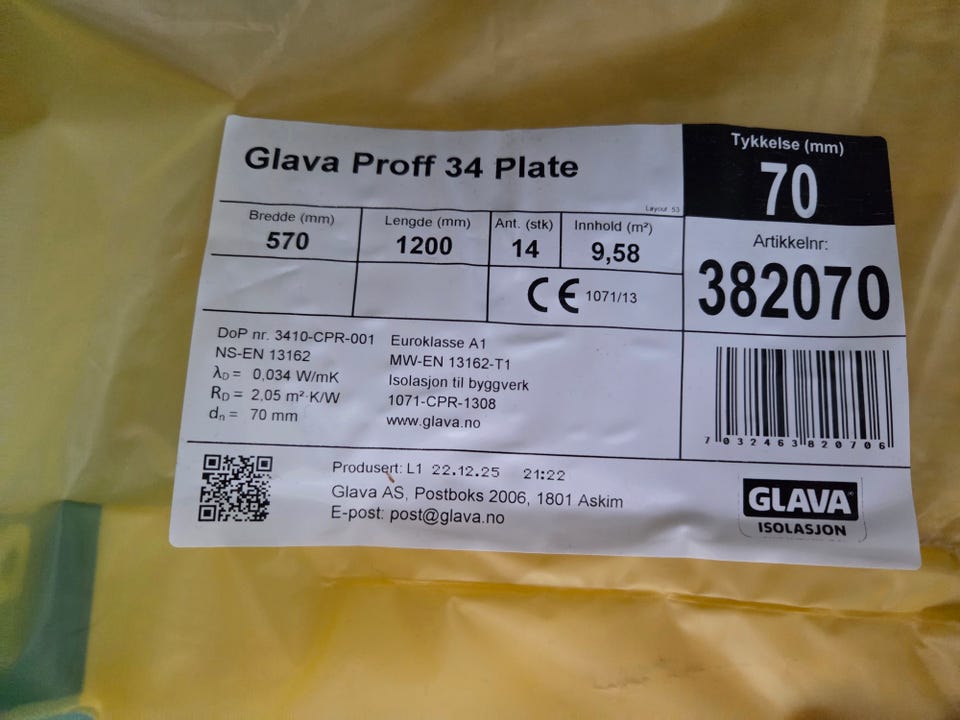 Glava Proff 34 Plate
Layout 53
Tykkelse (mm)
70
Bredde (mm) Lengde (mm) Ant. (stk) Innhold (m²)
570 1200 14 9,58
Artikkelnr:
382070
CE 1071/13
DoP nr. 3410-CPR-001
NS-EN 13162
λD = 0,034 W/mK
RD = 2,05 m²·K/W
dn = 70 mm
Euroklasse A1
MW-EN 13162-T1
Isolasjon til byggverk
1071-CPR-1308
www.glava.no
7032463820706
Produsert: L1 22.12.25 21:22
Glava AS, Postboks 2006, 1801 Askim
E-post: post@glava.no
GLAVA®
ISOLASJON